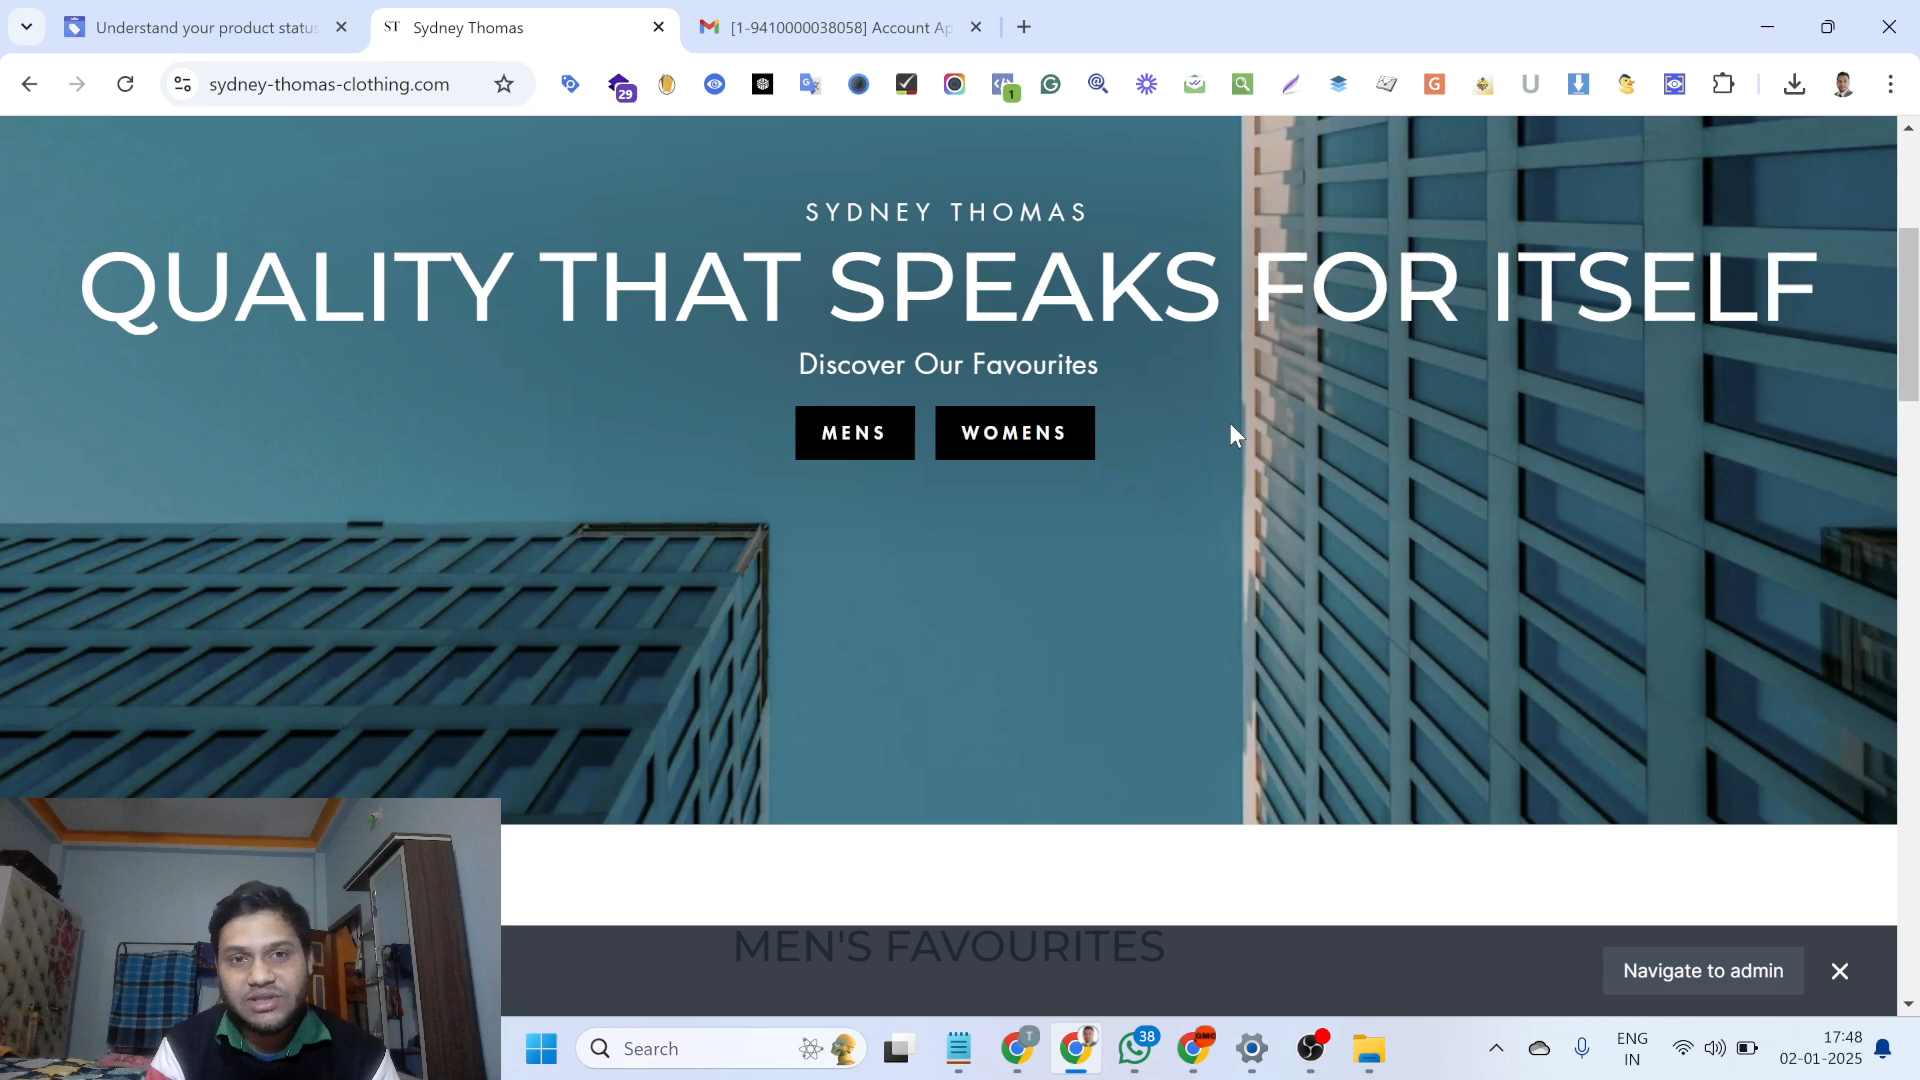 Understand your product status
ST Sydney Thomas
[1-9410000038058] Account Ap
sydney-thomas-clothing.com
29
1
SYDNEY THOMAS
QUALITY THAT SPEAKS FOR ITSELF
Discover Our Favourites
MENS
WOMENS
MEN'S FAVOURITES
Navigate to admin
Search
T
38
GMC
ENG
IN
17:48
02-01-2025